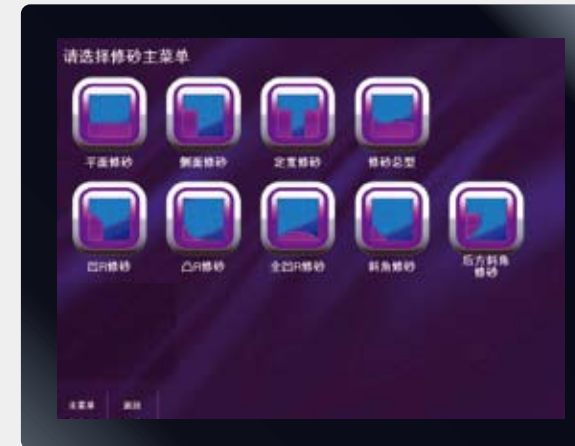 请选择修砂主菜单
平面修砂 侧面修砂 定宽修砂 修砂总型
凹R修砂 凸R修砂 全凹R修砂 斜角修砂 后方斜角
修砂
主菜单 返回